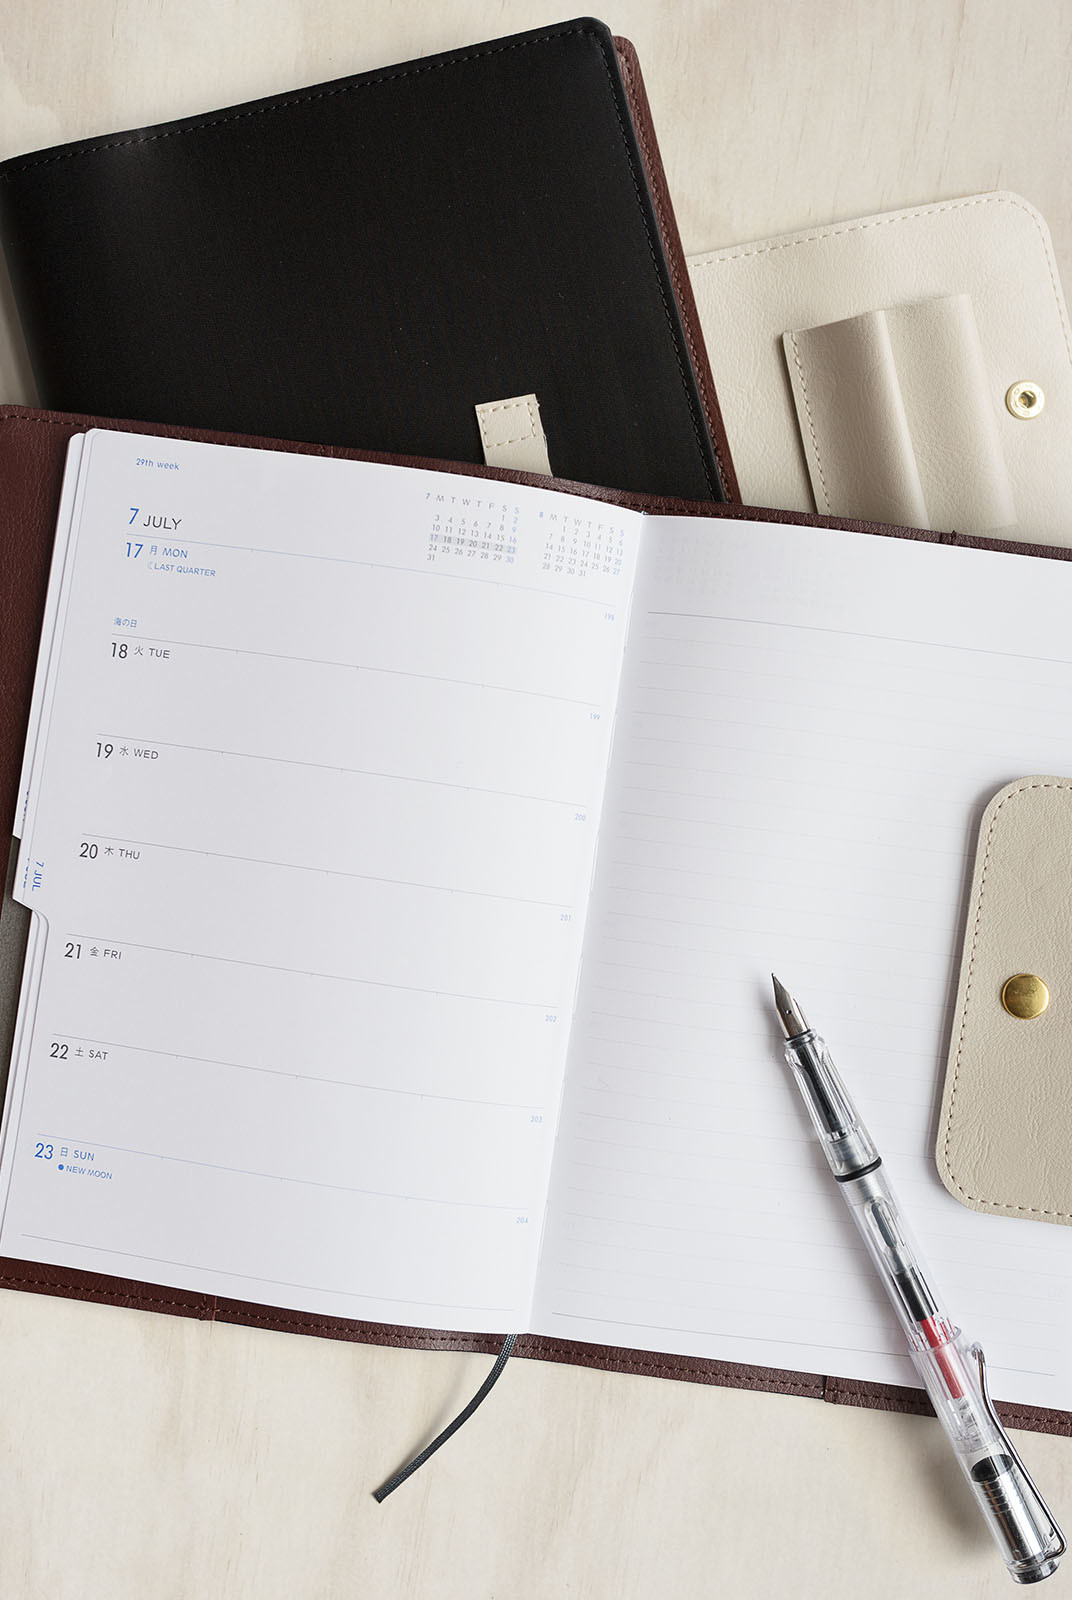 29th week
7 JULY
7 M T W T F S S
1 2
3 4 5 6 7 8 9
10 11 12 13 14 15 16
17 18 19 20 21 22 23
24 25 26 27 28 29 30
31
8 M T W T F S S
1 2 3 4 5 6
7 8 9 10 11 12 13
14 15 16 17 18 19 20
21 22 23 24 25 26 27
28 29 30 31
17 月 MON
☾LAST QUARTER
海の日
198
18 火 TUE
199
19 水 WED
200
20 木 THU
201
7 JUL
21 金 FRI
202
22 土 SAT
203
23 日 SUN
● NEW MOON
204